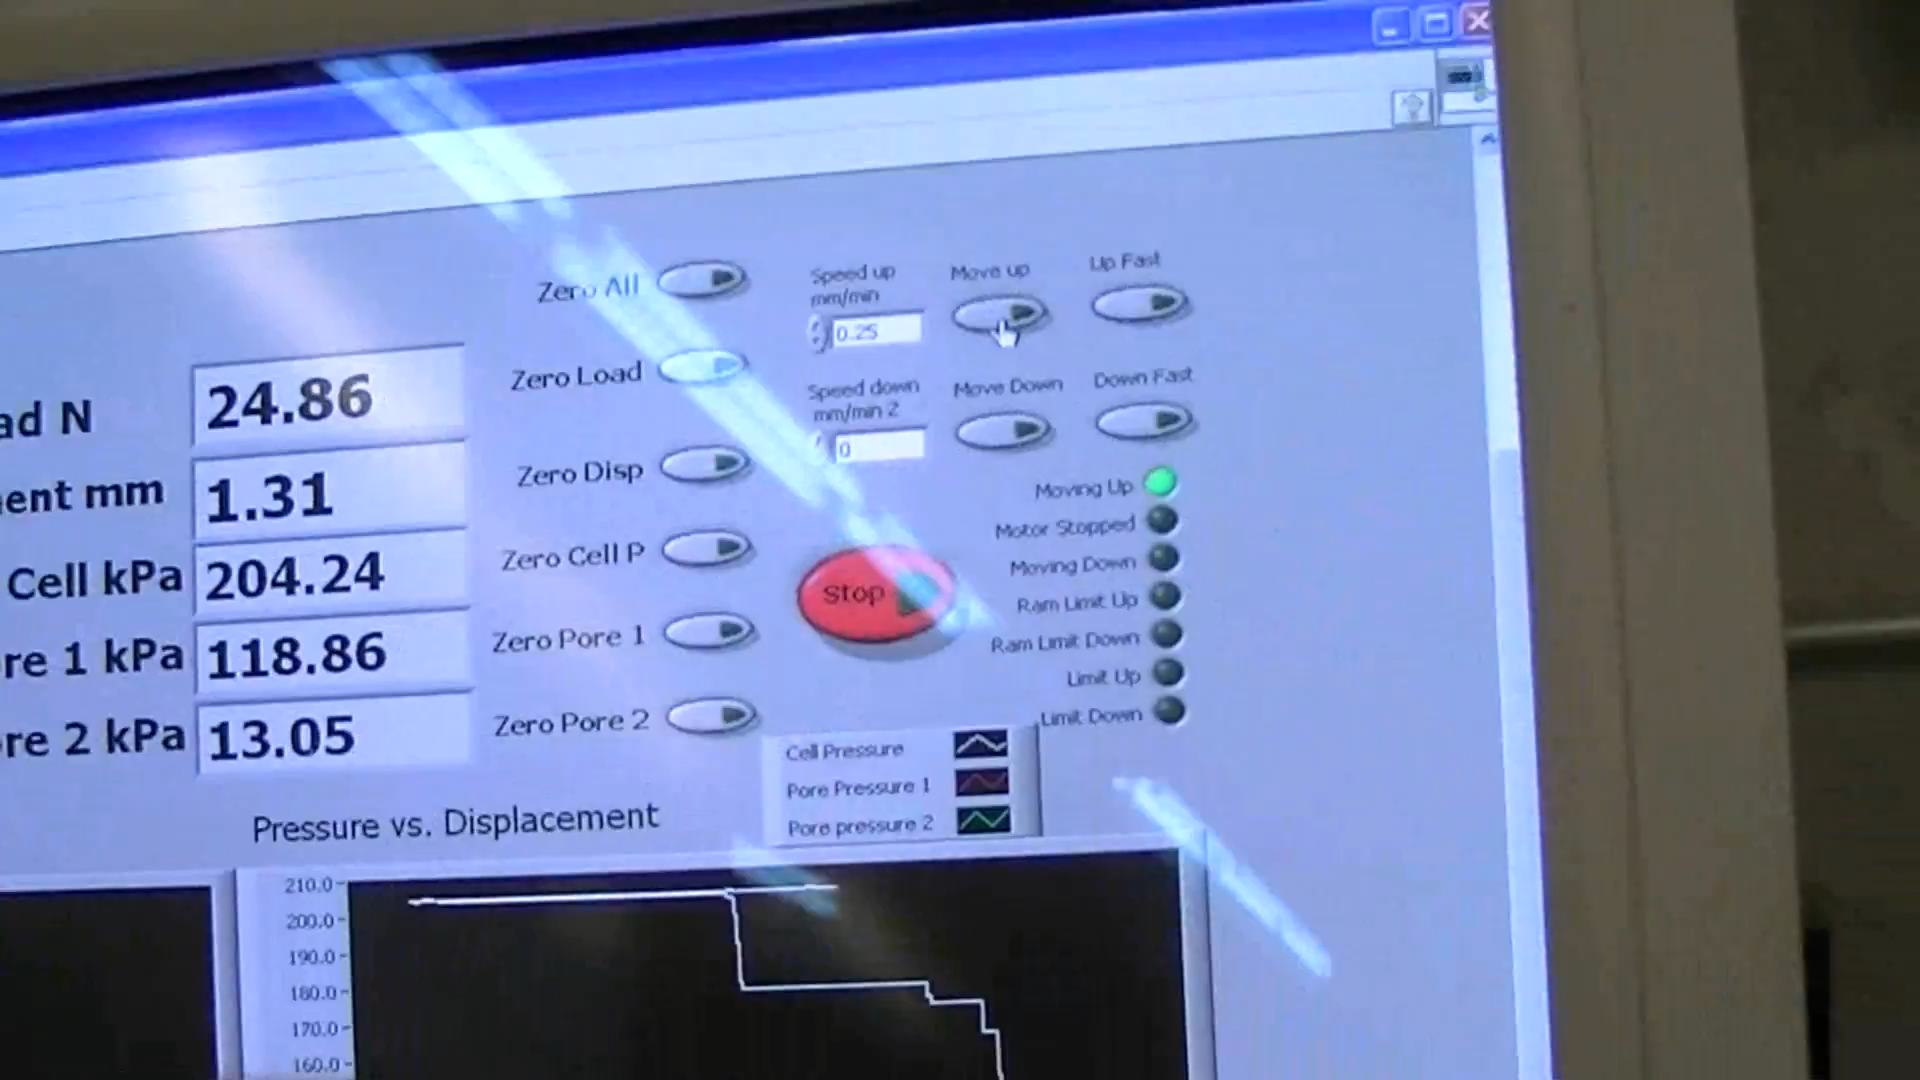 Zero All
Speed up
mm/min
0.25
Move up
Up Fast
ad N
24.86
Zero Load
Speed down
mm/min 2
0
Move Down
Down Fast
ent mm
1.31
Zero Disp
Moving Up
Motor Stopped
Moving Down
Cell kPa
204.24
Zero Cell P
Stop
Ram Limit Up
Ram Limit Down
re 1 kPa
118.86
Zero Pore 1
Limit Up
Limit Down
re 2 kPa
13.05
Zero Pore 2
Cell Pressure
Pore Pressure 1
Pore pressure 2
Pressure vs. Displacement
210.0
200.0
190.0
180.0
170.0
160.0